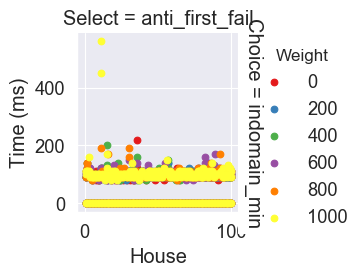 Select = anti_first_fail
Choice = indomain_min
Time (ms)
400
200
0
0
100
House
Weight
0
200
400
600
800
1000